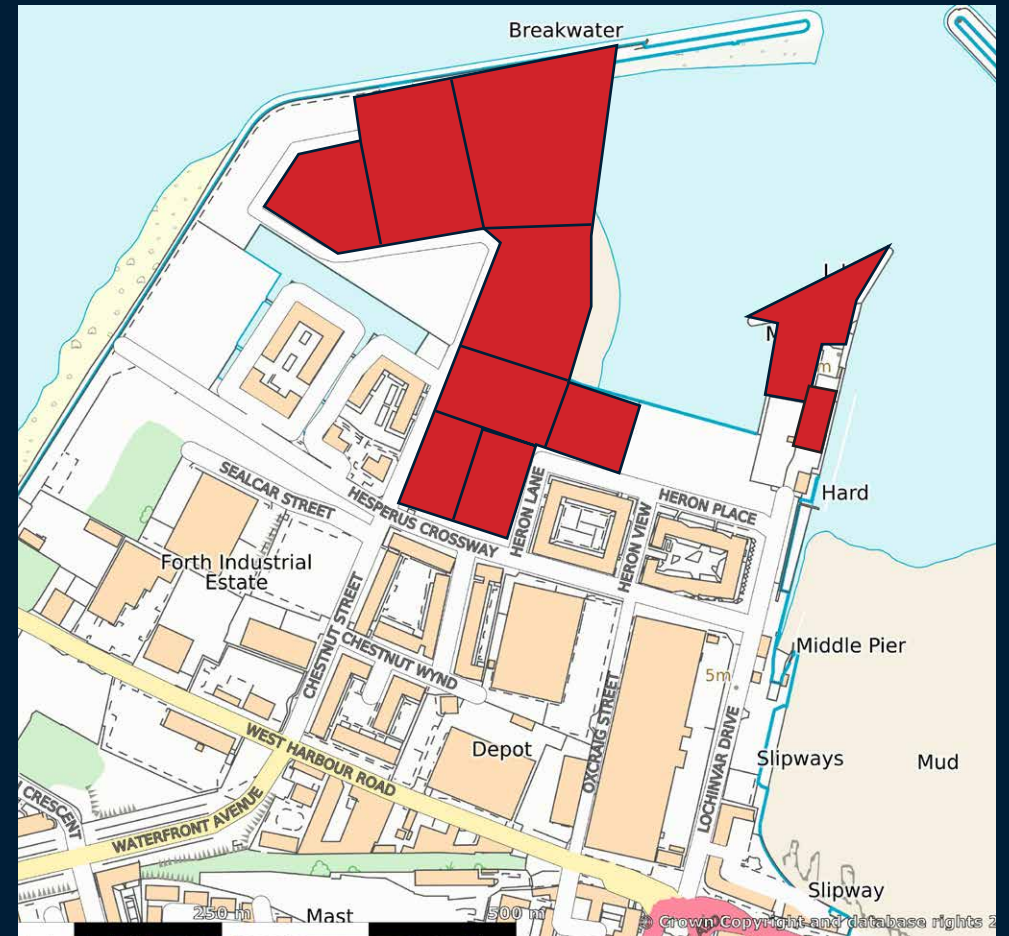 Breakwater
Hard
SEALCAR STREET
HESPERUS CROSSWAY
HERON LANE
HERON VIEW
HERON PLACE
Forth Industrial
Estate
CHESTNUT STREET
CHESTNUT WYND
Middle Pier
5m
OXCRAIG STREET
LOCHINVAR DRIVE
WEST HARBOUR ROAD
Depot
Slipways
Mud
CRESCENT
WATERFRONT AVENUE
Slipway
250 m
500 m
Mast
© Crown Copyright and database rights 2